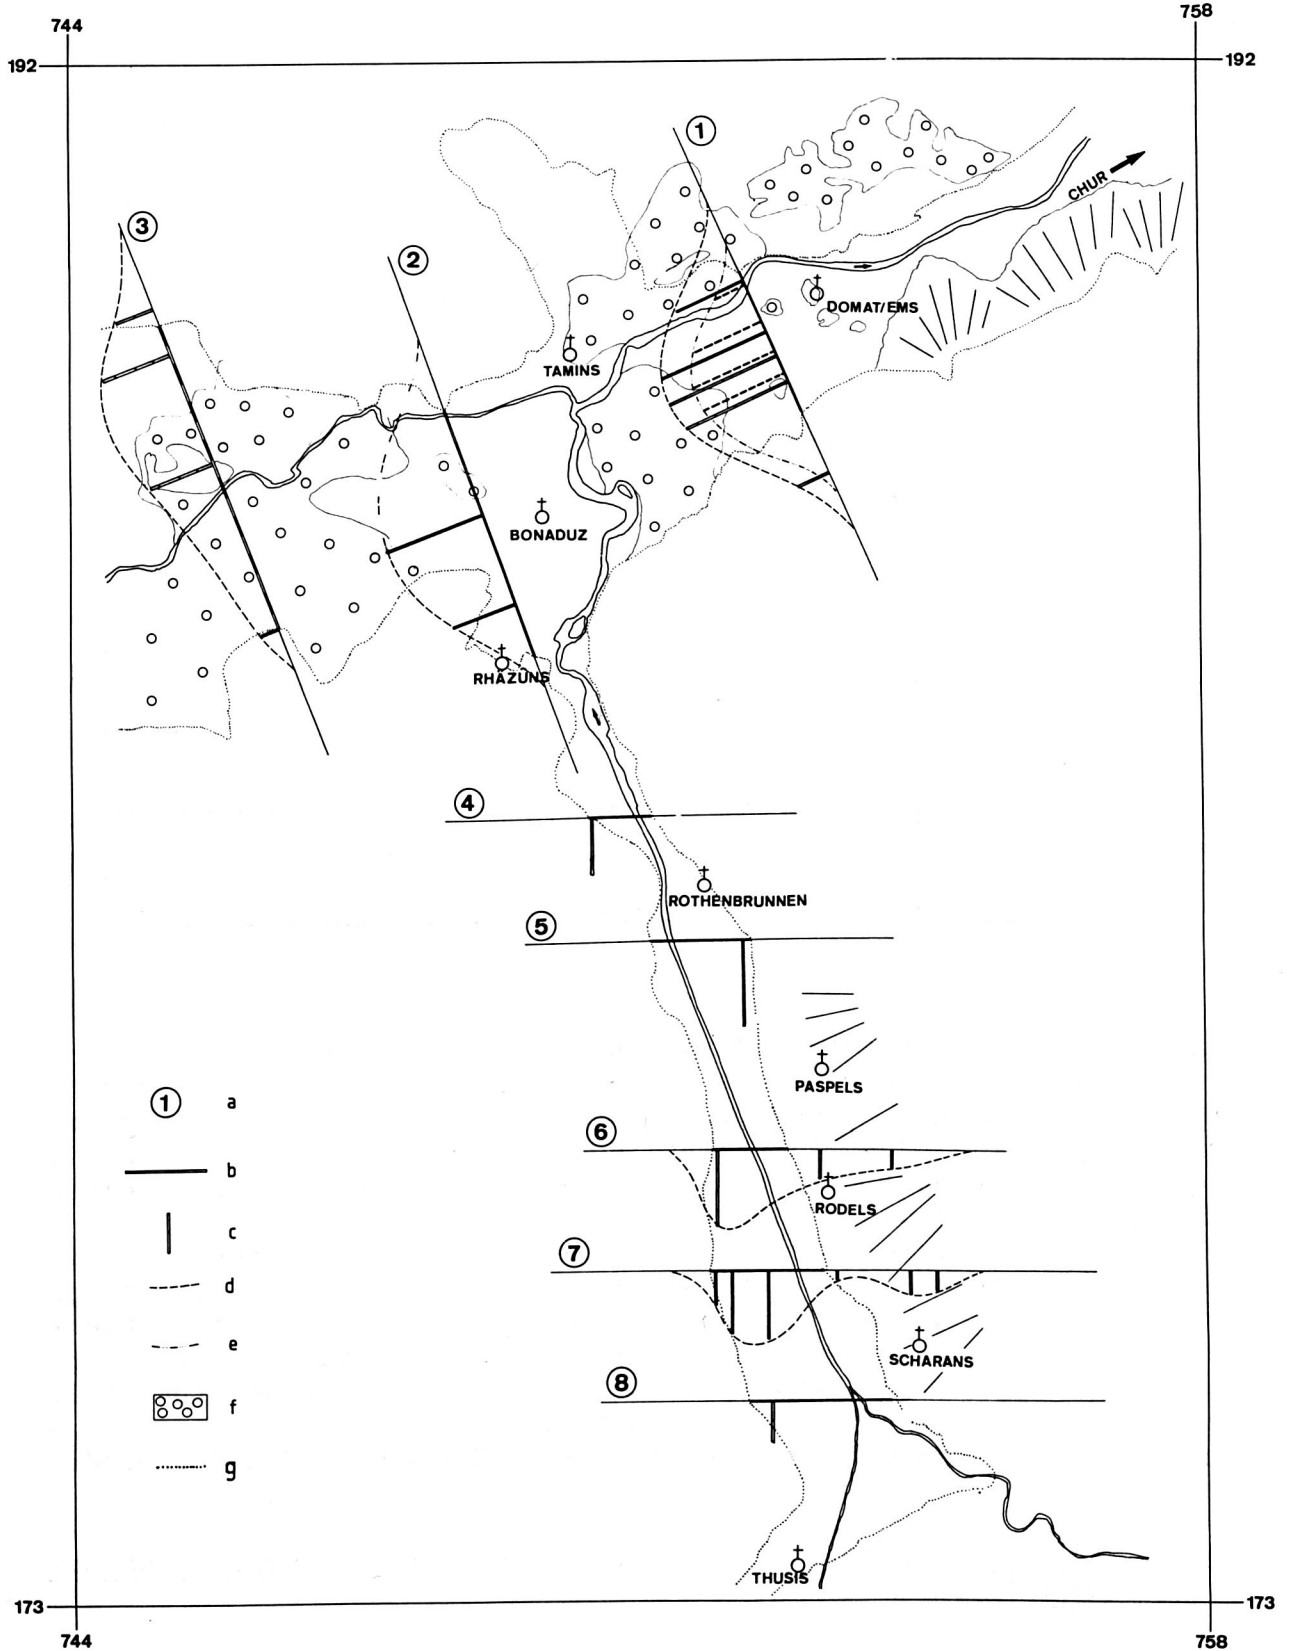 744
758
192
192
1
CHUR
3
2
DOMAT/EMS
TAMINS
BONADUZ
RHÄZÜNS
4
ROTHENBRUNNEN
5
PASPELS
1 a
6
b
RODELS
c
7
d
e
SCHARANS
8
f
g
THUSIS
173
173
744
758